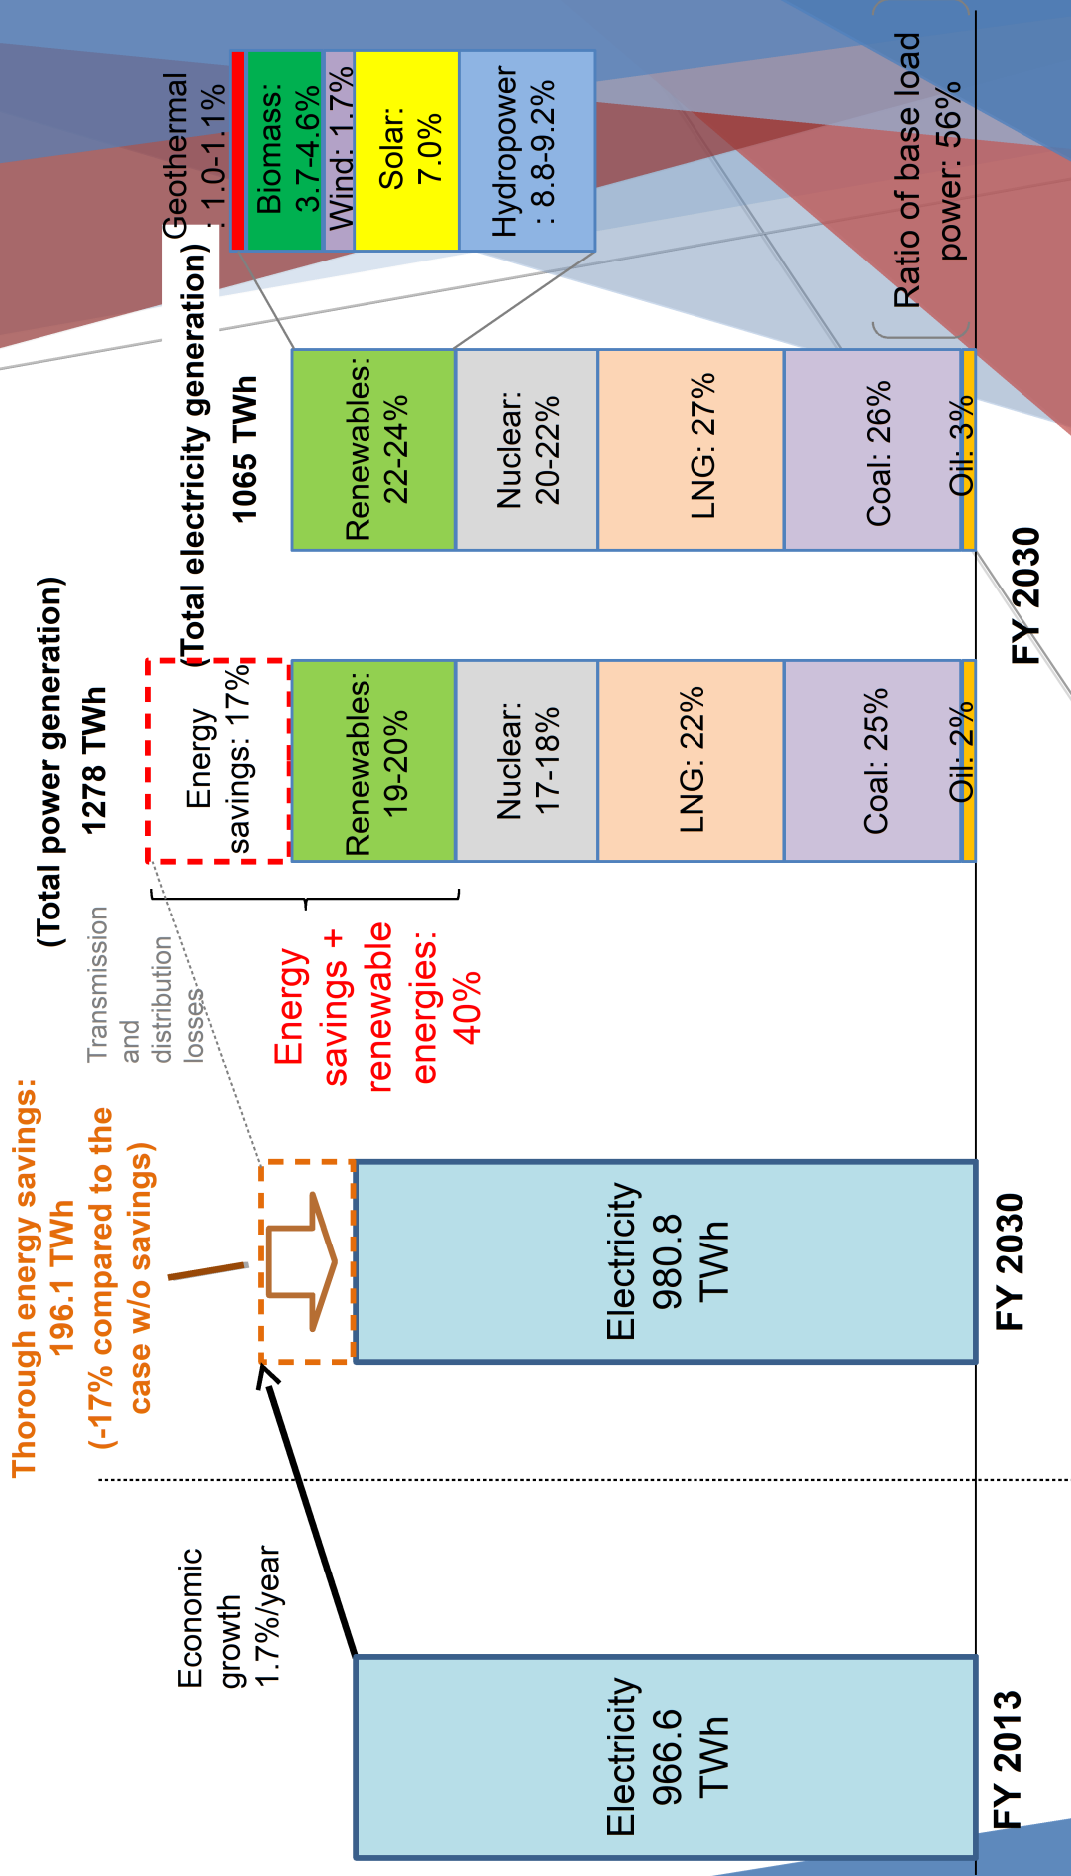 Economic
growth
1.7%/year
Electricity
966.6
TWh
FY 2013
Thorough energy savings:
196.1 TWh
(-17% compared to the
case w/o savings)
Electricity
980.8
TWh
FY 2030
Transmission
and
distribution
losses
Energy
savings +
renewable
energies:
40%
(Total power generation)
1278 TWh
Energy
savings: 17%
Renewables:
19-20%
Nuclear:
17-18%
LNG: 22%
Coal: 25%
Oil: 2%
FY 2030
(Total electricity generation)
1065 TWh
Renewables:
22-24%
Nuclear:
20-22%
LNG: 27%
Coal: 26%
Oil: 3%
Geothermal
: 1.0-1.1%
Biomass:
3.7-4.6%
Wind: 1.7%
Solar:
7.0%
Hydropower
: 8.8-9.2%
Ratio of base load
power: 56%